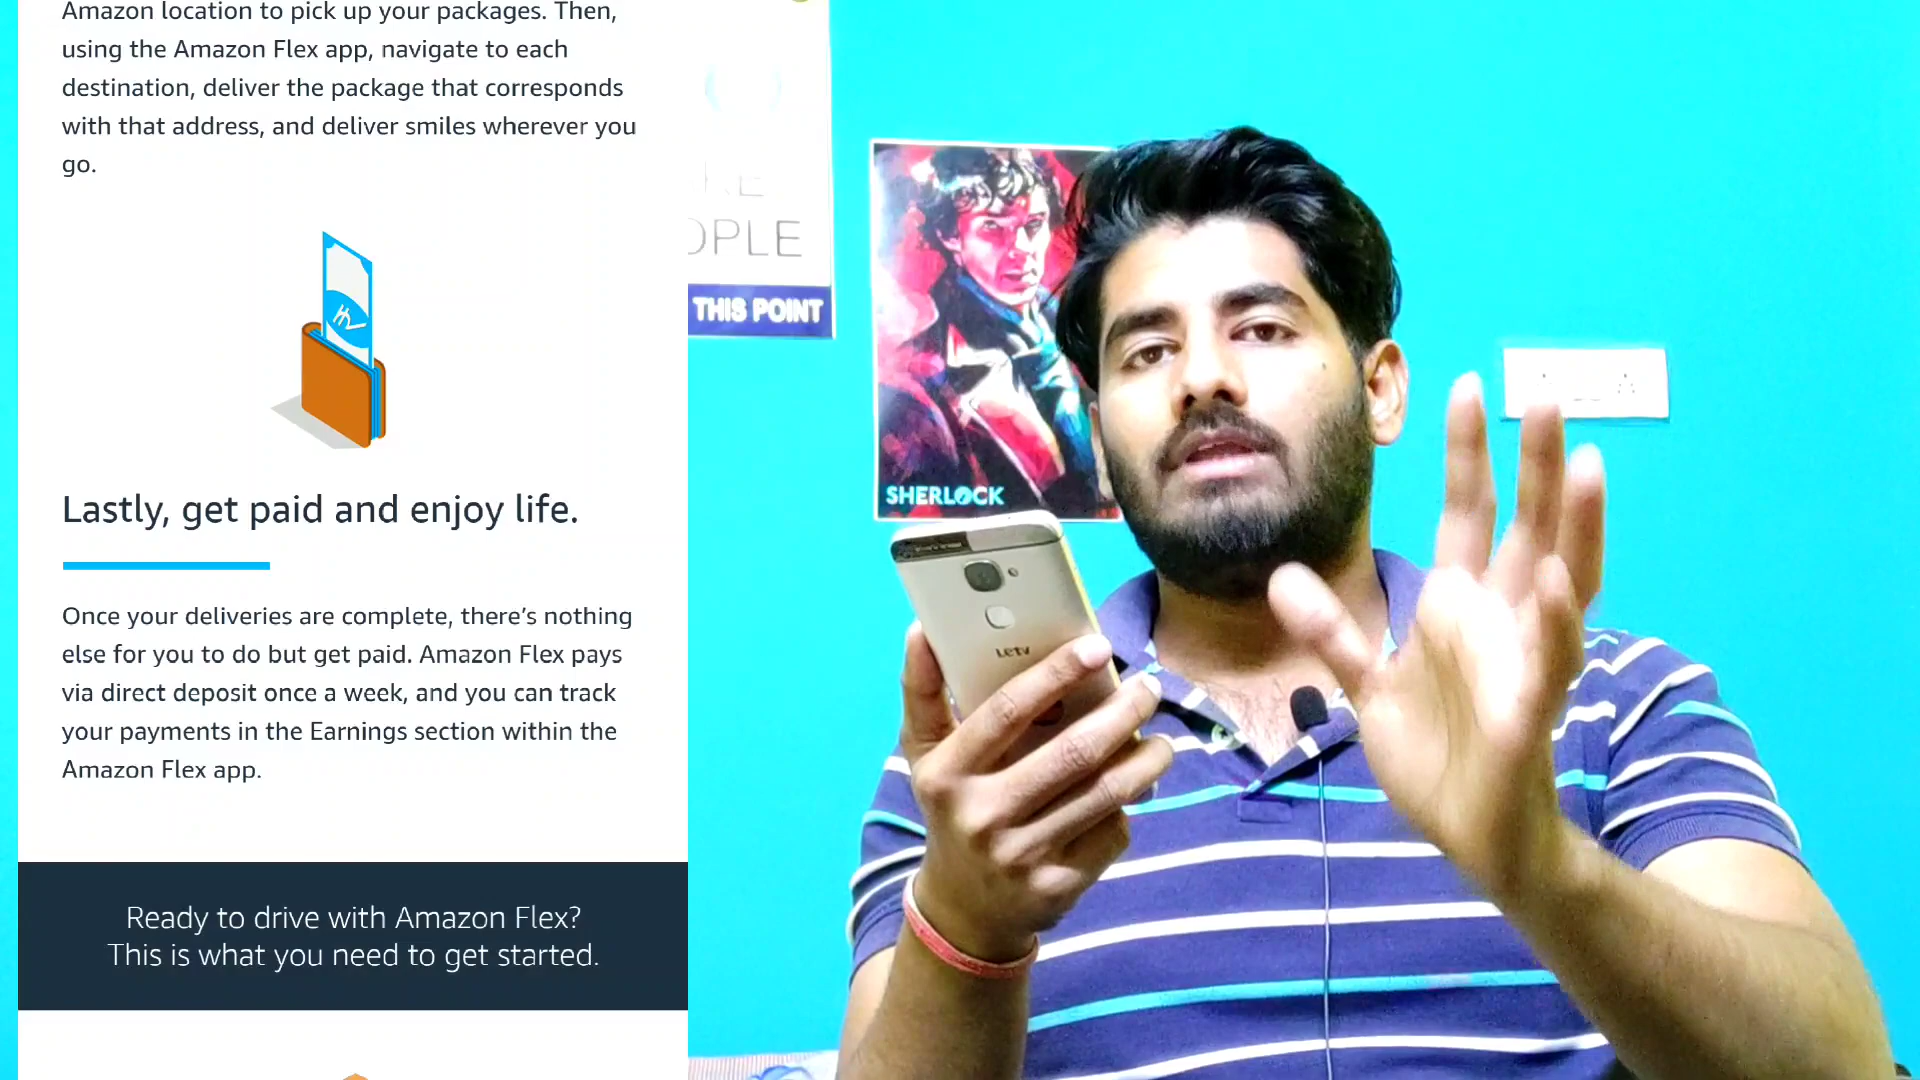 Amazon location to pick up your packages. Then,
using the Amazon Flex app, navigate to each
destination, deliver the package that corresponds
with that address, and deliver smiles wherever you
go.
Lastly, get paid and enjoy life.
Once your deliveries are complete, there’s nothing
else for you to do but get paid. Amazon Flex pays
via direct deposit once a week, and you can track
your payments in the Earnings section within the
Amazon Flex app.
Ready to drive with Amazon Flex?
This is what you need to get started.
OPLE
THIS POINT
SHERLOCK
Letv